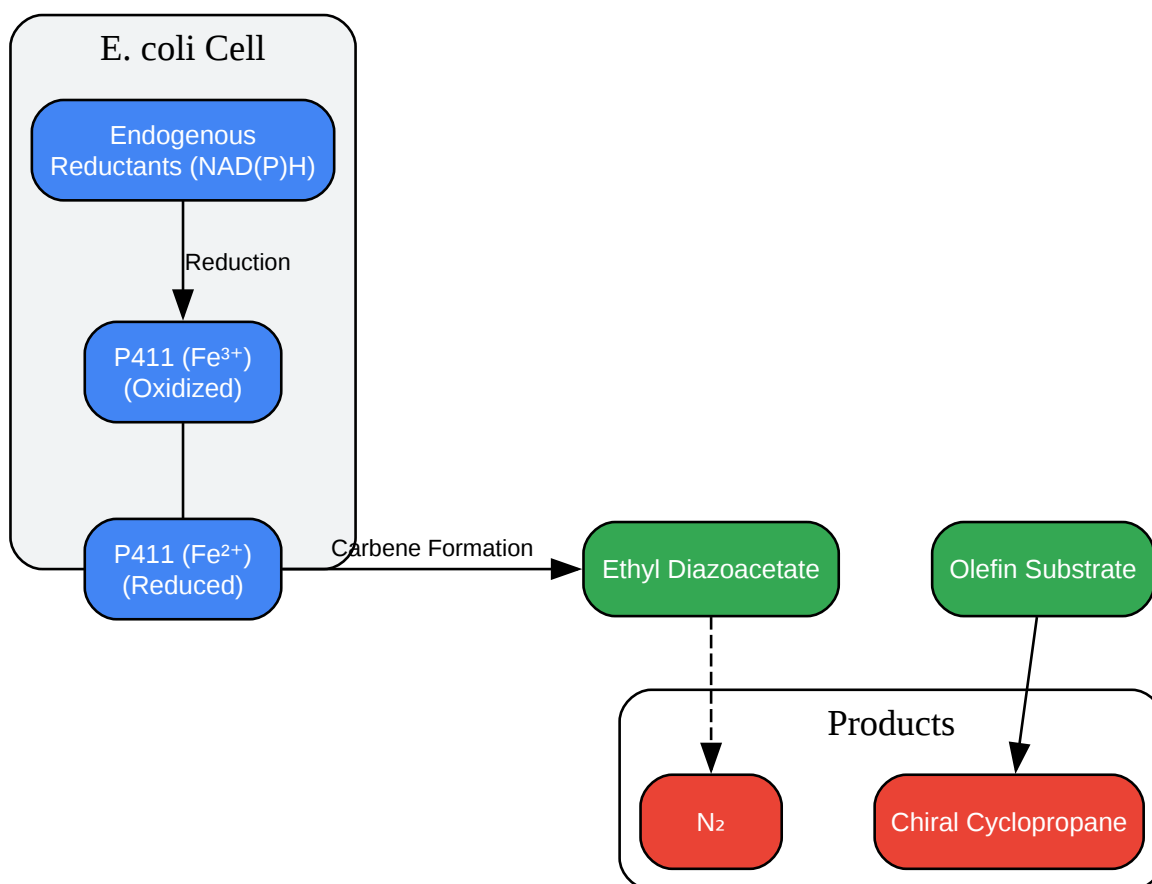 E. coli Cell
Endogenous
Reductants (NAD(P)H)
Reduction
P411 (Fe³⁺)
(Oxidized)
P411 (Fe²⁺)
(Reduced)
Carbene Formation
Ethyl Diazoacetate
Olefin Substrate
Products
N₂
Chiral Cyclopropane